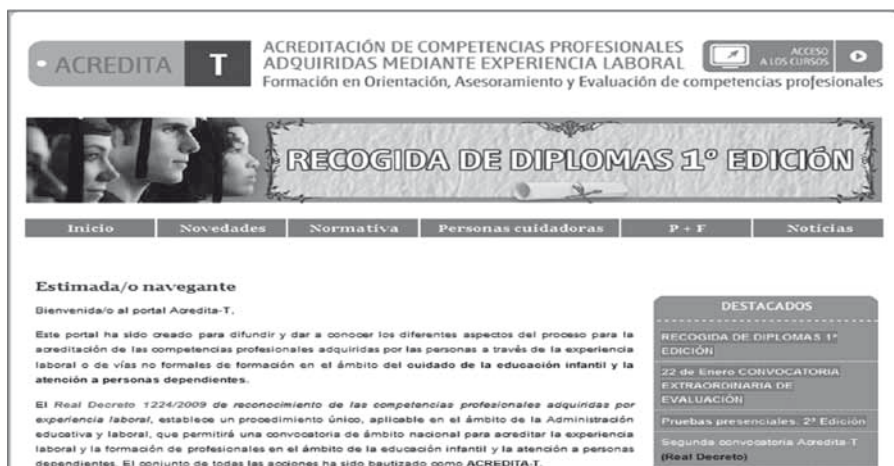 • ACREDITA T
ACREDITACIÓN DE COMPETENCIAS PROFESIONALES
ADQUIRIDAS MEDIANTE EXPERIENCIA LABORAL
Formación en Orientación, Asesoramiento y Evaluación de competencias profesionales
ACCESO
A LOS CURSOS
RECOGIDA DE DIPLOMAS 1º EDICIÓN
Inicio Novedades Normativa Personas cuidadoras P + F Noticias
Estimada/o navegante
Bienvenida/o al portal Acredita-T,
Este portal ha sido creado para difundir y dar a conocer los diferentes aspectos del proceso para la
acreditación de las competencias profesionales adquiridas por las personas a través de la experiencia
laboral o de vías no formales de formación en el ámbito del cuidado de la educación infantil y la
atención a personas dependientes.
El Real Decreto 1224/2009 de reconocimiento de las competencias profesionales adquiridas por
experiencia laboral, establece un procedimiento único, aplicable en el ámbito de la Administración
educativa y laboral, que permitirá una convocatoria de ámbito nacional para acreditar la experiencia
laboral y la formación de profesionales en el ámbito de la educación infantil y la atención a personas
dependientes. El conjunto de todas las acciones ha sido bautizado como ACREDITA-T.
DESTACADOS
RECOGIDA DE DIPLOMAS 1ª
EDICIÓN
22 de Enero CONVOCATORIA
EXTRAORDINARIA DE
EVALUACIÓN
Pruebas presenciales. 2ª Edición
Segunda convocatoria Acredita-T
(Real Decreto)